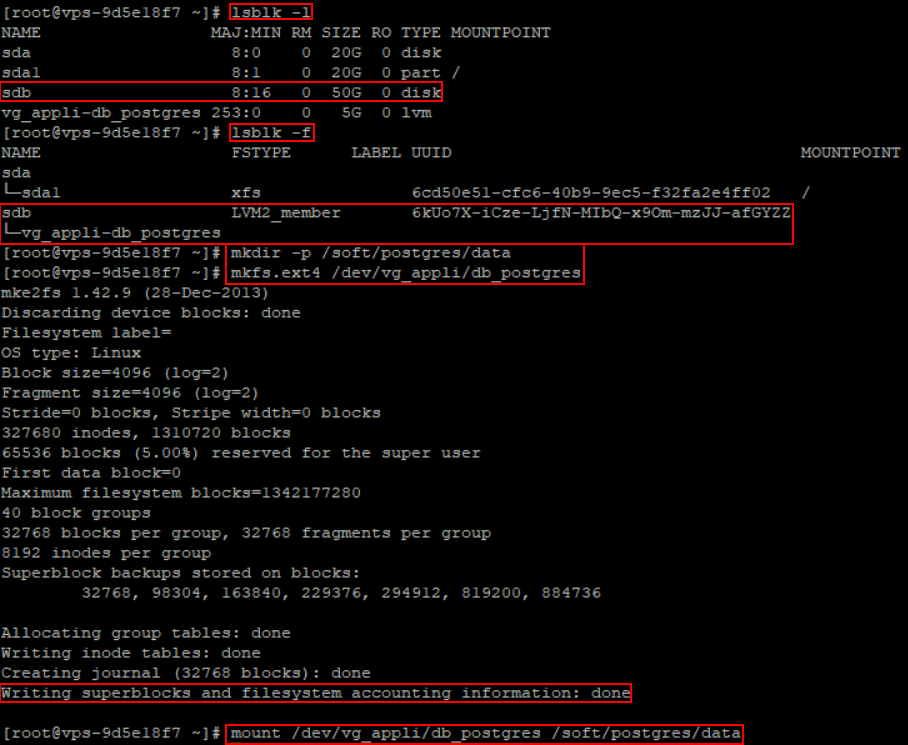 [root@vps-9d5e18f7 ~]# lsblk -l
NAME                  MAJ:MIN RM SIZE RO TYPE MOUNTPOINT
sda                     8:0    0  20G  0 disk
sda1                    8:1    0  20G  0 part /
sdb                     8:16   0  50G  0 disk
vg_appli-db_postgres 253:0    0   5G  0 lvm
[root@vps-9d5e18f7 ~]# lsblk -f
NAME                    FSTYPE      LABEL UUID                                   MOUNTPOINT
sda
└─sda1                  xfs               6cd50e51-cfc6-40b9-9ec5-f32fa2e4ff02   /
sdb                     LVM2_member       6kUo7X-iCze-LjfN-MIbQ-x9Om-mzJJ-afGYZZ
└─vg_appli-db_postgres
[root@vps-9d5e18f7 ~]# mkdir -p /soft/postgres/data
[root@vps-9d5e18f7 ~]# mkfs.ext4 /dev/vg_appli/db_postgres
mke2fs 1.42.9 (28-Dec-2013)
Discarding device blocks: done
Filesystem label=
OS type: Linux
Block size=4096 (log=2)
Fragment size=4096 (log=2)
Stride=0 blocks, Stripe width=0 blocks
327680 inodes, 1310720 blocks
65536 blocks (5.00%) reserved for the super user
First data block=0
Maximum filesystem blocks=1342177280
40 block groups
32768 blocks per group, 32768 fragments per group
8192 inodes per group
Superblock backups stored on blocks:
        32768, 98304, 163840, 229376, 294912, 819200, 884736
Allocating group tables: done
Writing inode tables: done
Creating journal (32768 blocks): done
Writing superblocks and filesystem accounting information: done
[root@vps-9d5e18f7 ~]# mount /dev/vg_appli/db_postgres /soft/postgres/data